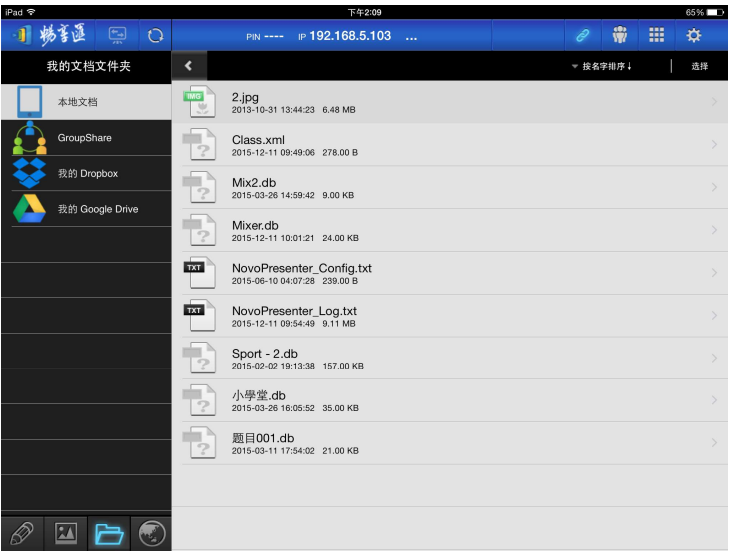 iPad
下午2:09
65%
暢享匯
PIN ---- IP 192.168.5.103 ...
我的文档文件夹
按名字排序↓
选择
本地文档
GroupShare
我的 Dropbox
我的 Google Drive
IMG
2.jpg
2013-10-31 13:44:23 6.48 MB
Class.xml
2015-12-11 09:49:06 278.00 B
Mix2.db
2015-03-26 14:59:42 9.00 KB
Mixer.db
2015-12-11 10:01:21 24.00 KB
TXT
NovoPresenter_Config.txt
2015-06-10 04:07:28 239.00 B
TXT
NovoPresenter_Log.txt
2015-12-11 09:54:49 9.11 MB
Sport - 2.db
2015-02-02 19:13:38 157.00 KB
小學堂.db
2015-03-26 16:05:52 35.00 KB
题目001.db
2015-03-11 17:54:02 21.00 KB